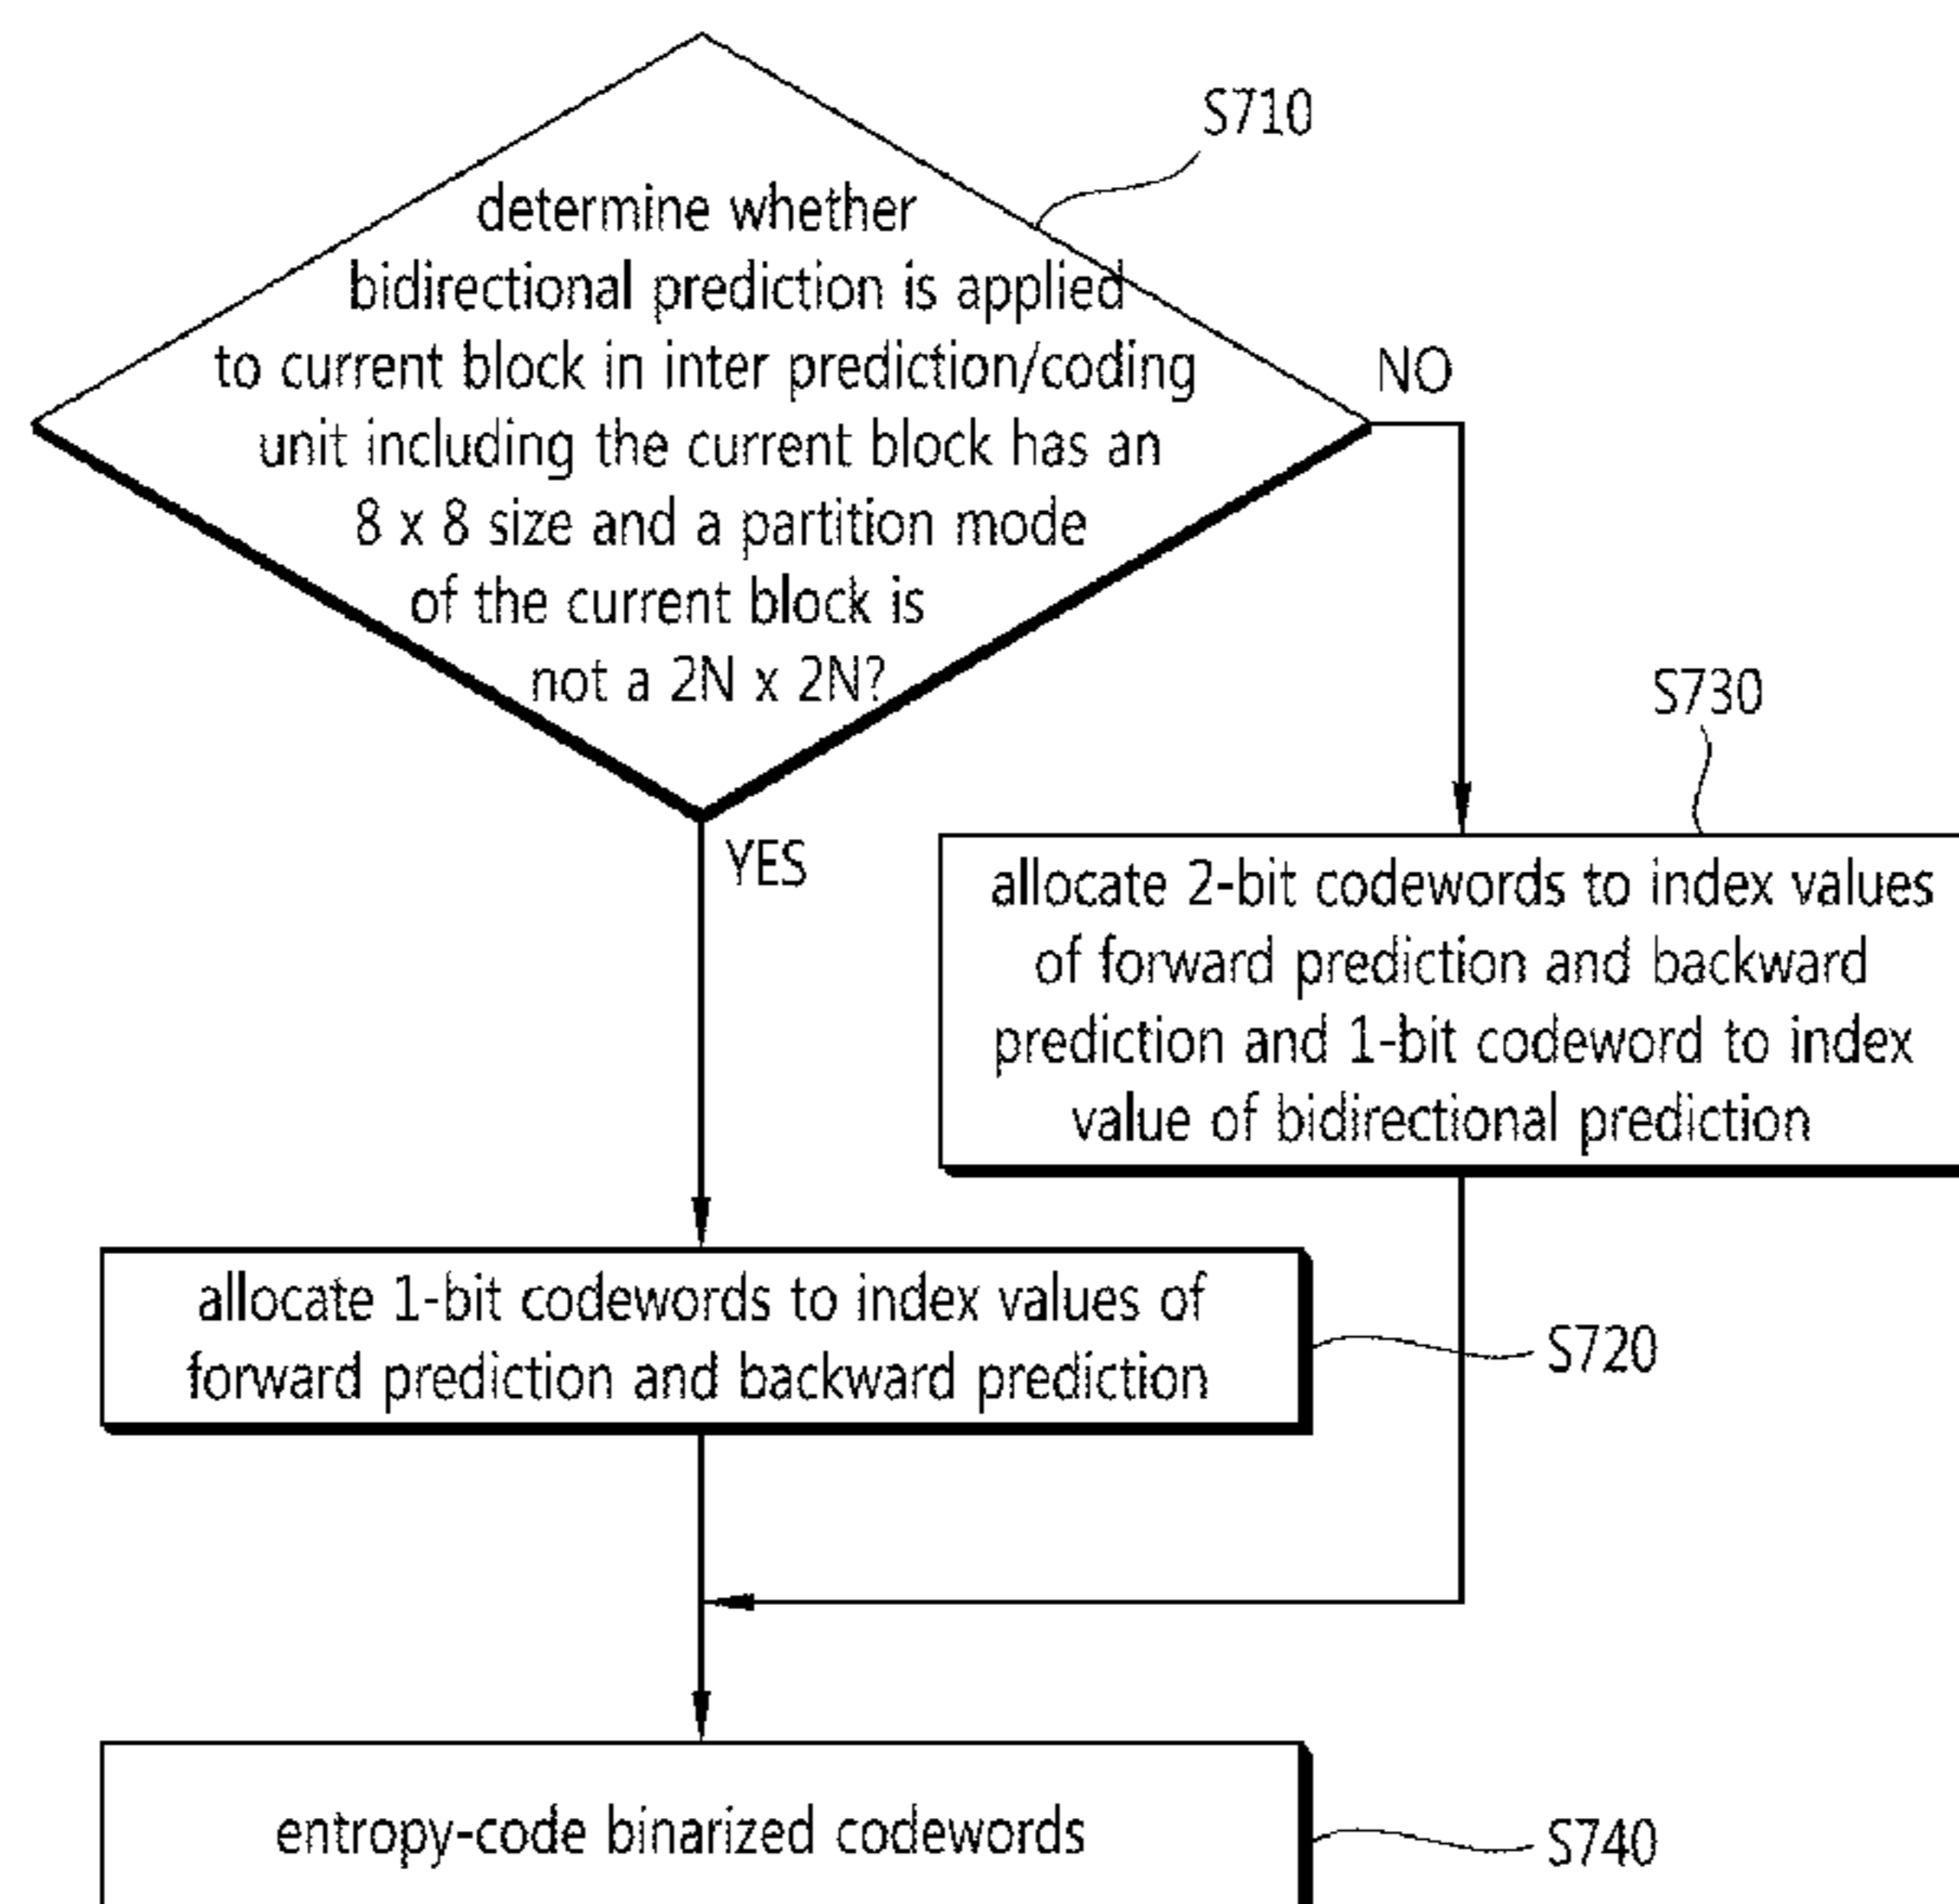 S710
determine whether
bidirectional prediction is applied
to current block in inter prediction/coding
unit including the current block has an
8 x 8 size and a partition mode
of the current block is
not a 2N x 2N?
NO
YES
S730
allocate 2-bit codewords to index values
of forward prediction and backward
prediction and 1-bit codeword to index
value of bidirectional prediction
allocate 1-bit codewords to index values of
forward prediction and backward prediction
S720
entropy-code binarized codewords
S740